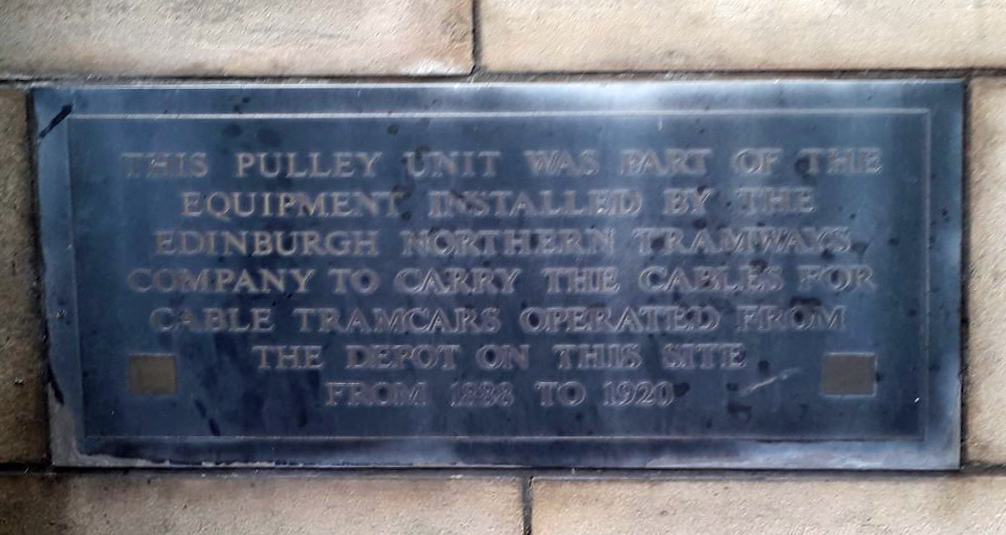 THIS PULLEY UNIT WAS PART OF THE
EQUIPMENT INSTALLED BY THE
EDINBURGH NORTHERN TRAMWAYS
COMPANY TO CARRY THE CABLES FOR
CABLE TRAMCARS OPERATED FROM
THE DEPOT ON THIS SITE
FROM 1888 TO 1920